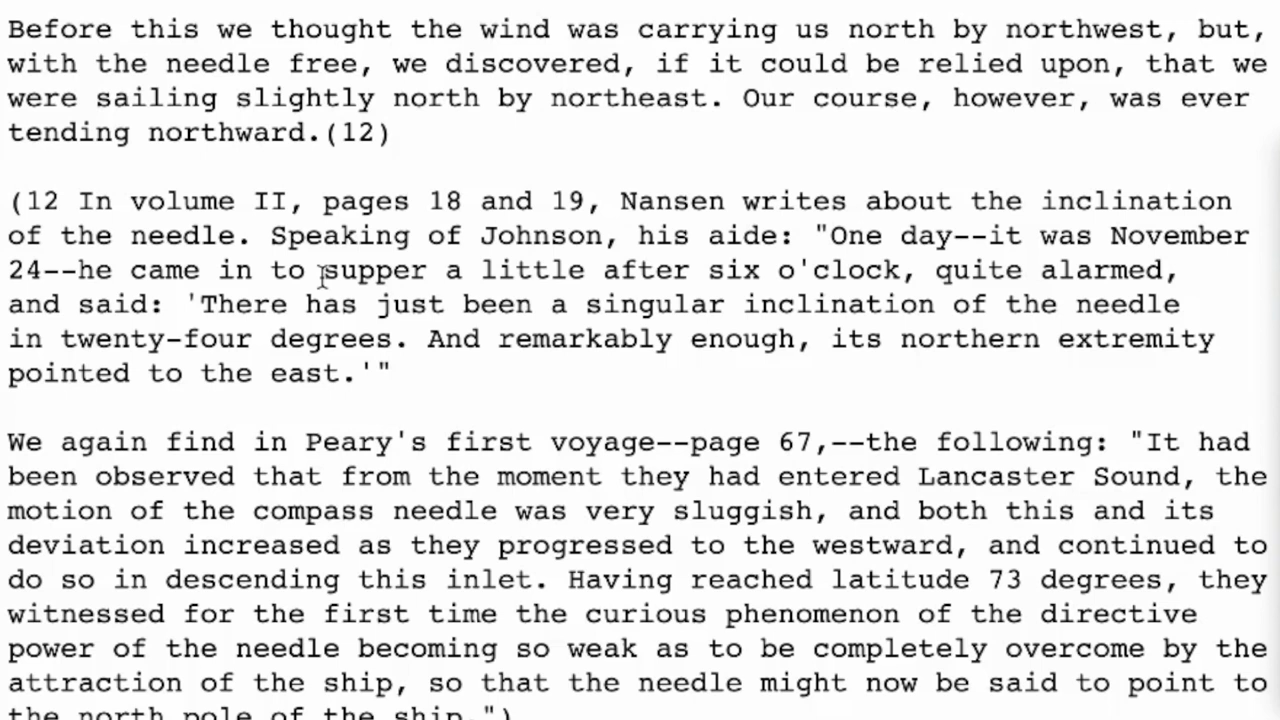 Before this we thought the wind was carrying us north by northwest, but,
with the needle free, we discovered, if it could be relied upon, that we
were sailing slightly north by northeast. Our course, however, was ever
tending northward.(12)
(12 In volume II, pages 18 and 19, Nansen writes about the inclination
of the needle. Speaking of Johnson, his aide: "One day--it was November
24--he came in to supper a little after six o'clock, quite alarmed,
and said: 'There has just been a singular inclination of the needle
in twenty-four degrees. And remarkably enough, its northern extremity
pointed to the east.'"
We again find in Peary's first voyage--page 67,--the following: "It had
been observed that from the moment they had entered Lancaster Sound, the
motion of the compass needle was very sluggish, and both this and its
deviation increased as they progressed to the westward, and continued to
do so in descending this inlet. Having reached latitude 73 degrees, they
witnessed for the first time the curious phenomenon of the directive
power of the needle becoming so weak as to be completely overcome by the
attraction of the ship, so that the needle might now be said to point to
the north pole of the ship.")